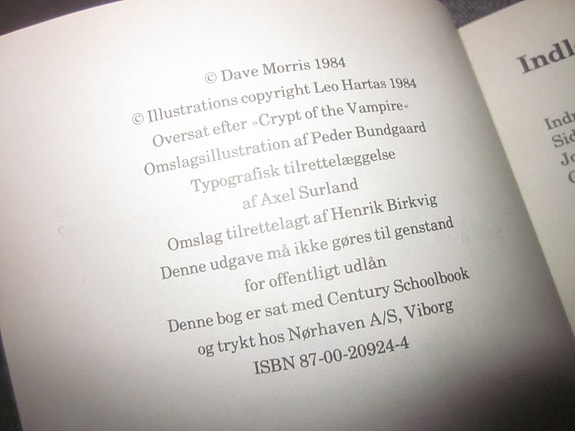 © Dave Morris 1984
© Illustrations copyright Leo Hartas 1984
Oversat efter »Crypt of the Vampire«
Omslagsillustration af Peder Bundgaard
Typografisk tilrettelæggelse
af Axel Surland
Omslag tilrettelagt af Henrik Birkvig
Denne udgave må ikke gøres til genstand
for offentligt udlån
Denne bog er sat med Century Schoolbook
og trykt hos Nørhaven A/S, Viborg
ISBN 87-00-20924-4